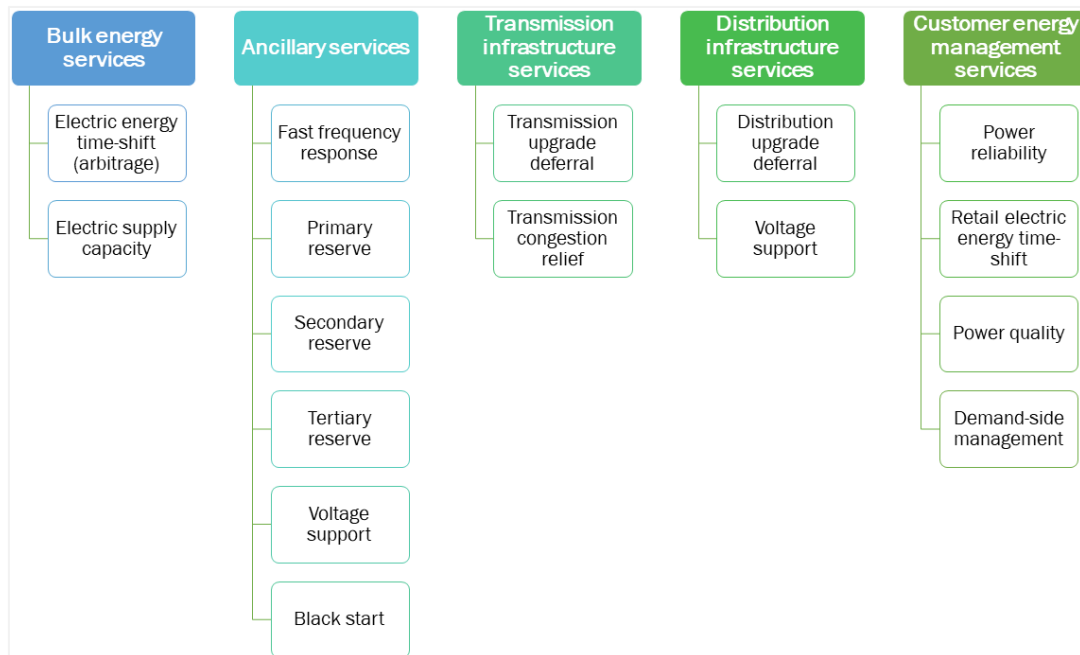 Bulk energy
services
Electric energy
time-shift
(arbitrage)
Electric supply
capacity
Ancillary services
Fast frequency
response
Primary
reserve
Secondary
reserve
Tertiary
reserve
Voltage
support
Black start
Transmission
infrastructure
services
Transmission
upgrade
deferral
Transmission
congestion
relief
Distribution
infrastructure
services
Distribution
upgrade
deferral
Voltage
support
Customer energy
management
services
Power
reliability
Retail electric
energy time-
shift
Power quality
Demand-side
management